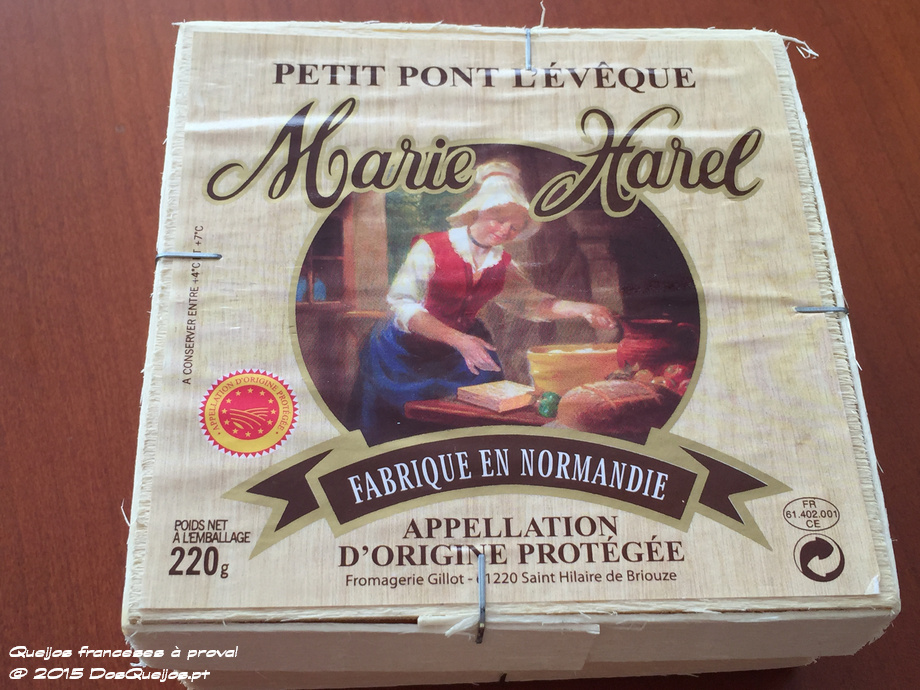 PETIT PONT L'ÉVÊQUE
Marie Harel
A CONSERVER ENTRE +4°C ET +7°C
APPELLATION D'ORIGINE PROTÉGÉE
FABRIQUE EN NORMANDIE
POIDS NET
A L'EMBALLAGE
220g
APPELLATION
D'ORIGINE PROTÉGÉE
Fromagerie Gillot - 61220 Saint Hilaire de Briouze
FR
61.402.001
CE
Queijos franceses à prova!
@ 2015 DosQueijos.pt